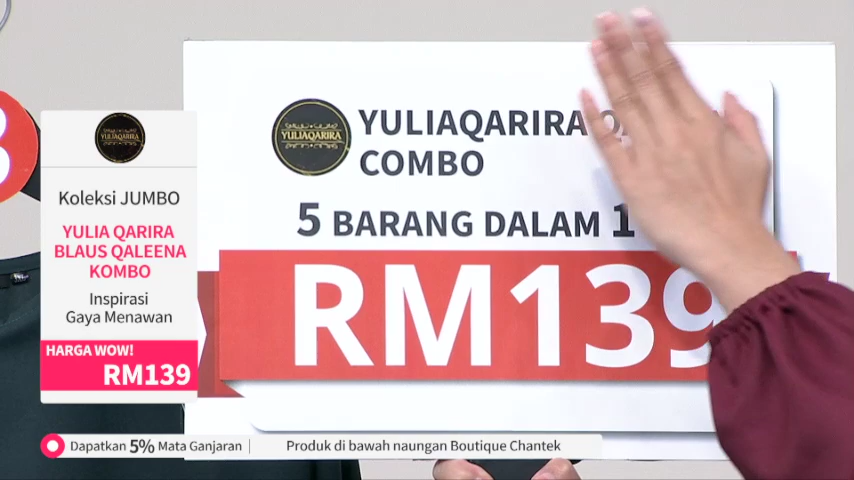 YULIAQARIRA
Koleksi JUMBO
YULIA QARIRA
BLAUS QALEENA
KOMBO
Inspirasi
Gaya Menawan
HARGA WOW!
RM139
YULIAQARIRA
YULIAQARIRA
COMBO
5 BARANG DALAM 1
RM139
Dapatkan 5% Mata Ganjaran
Produk di bawah naungan Boutique Chantek